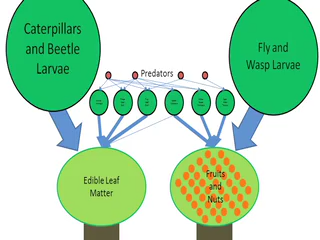 Caterpillars
and Beetle
Larvae
Fly and
Wasp Larvae
Predators
Edible Leaf
Matter
Fruits
and
Nuts